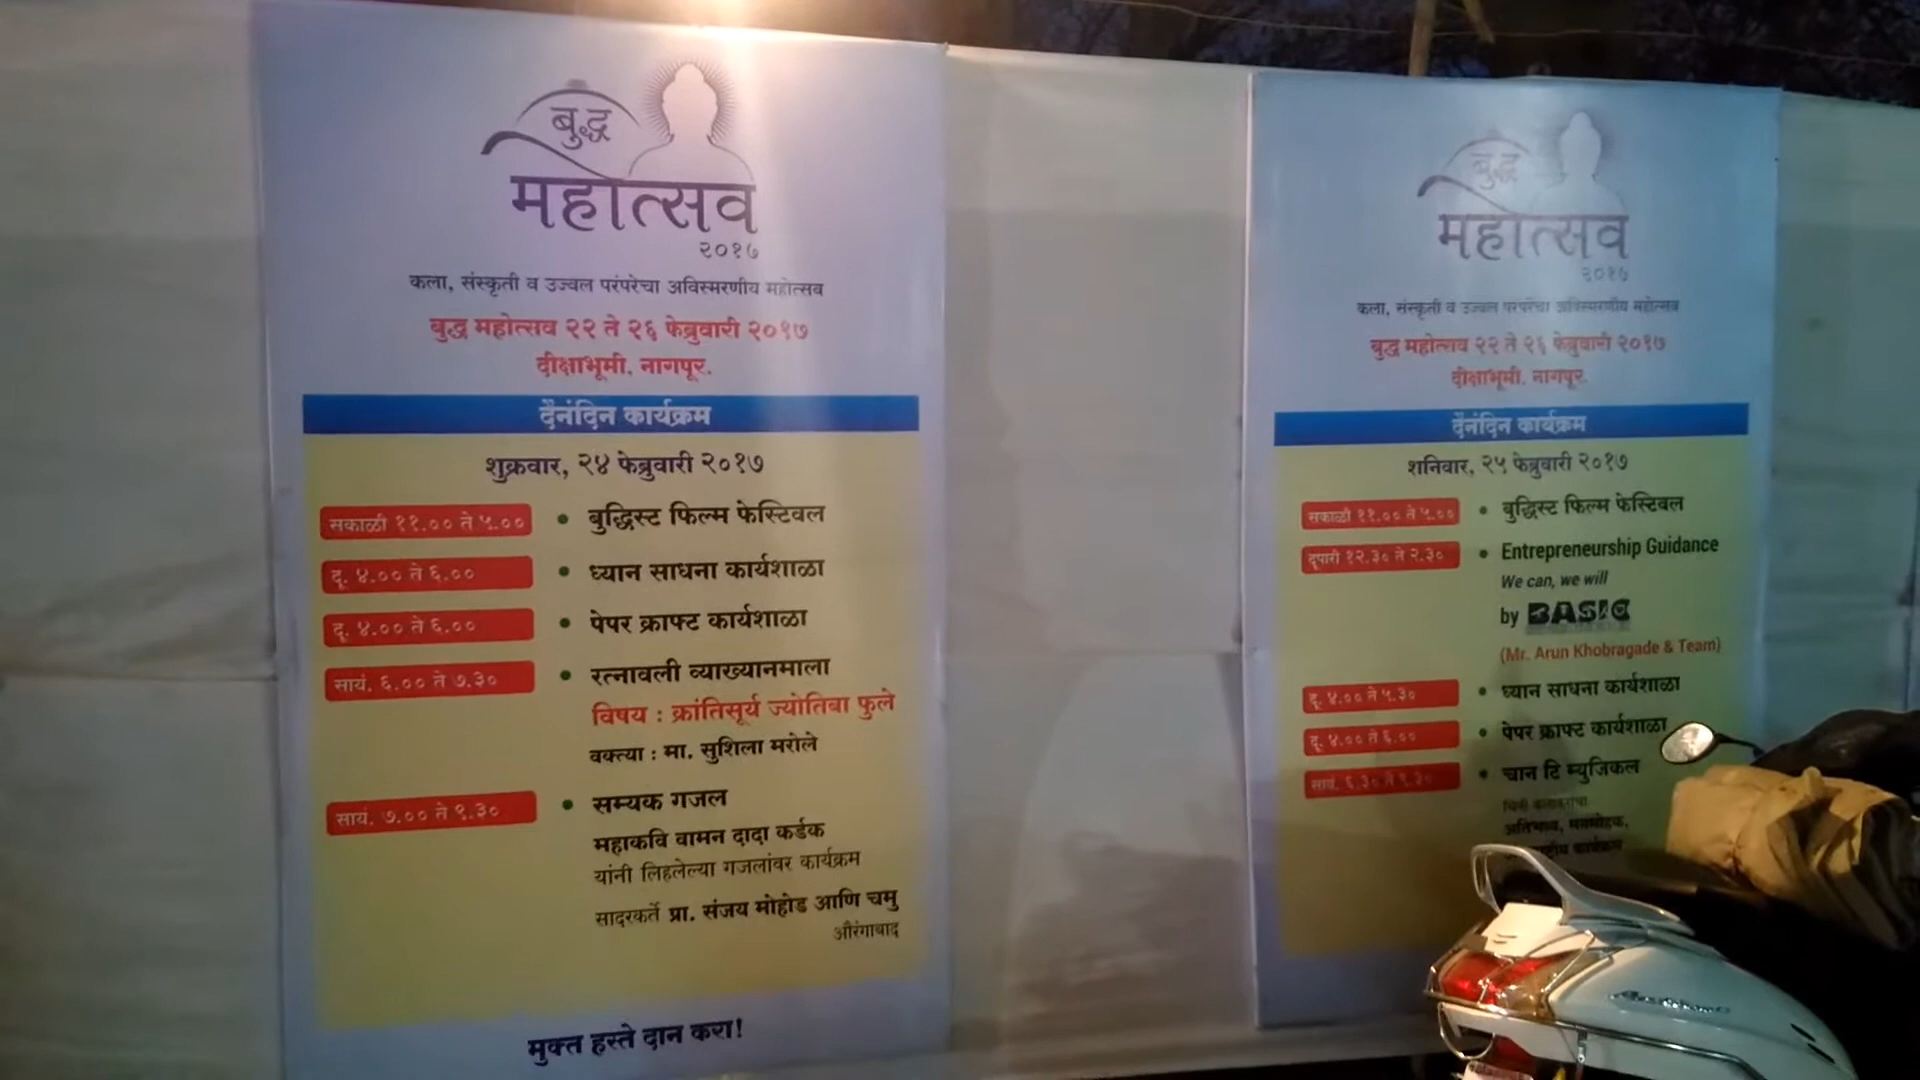 बुद्ध
महोत्सव
२०१७
कला, संस्कृती व उज्वल परंपरेचा अविस्मरणीय महोत्सव
बुद्ध महोत्सव २२ ते २६ फेब्रुवारी २०१७
दीक्षाभूमी, नागपूर.
दैनंदिन कार्यक्रम
शुक्रवार, २४ फेब्रुवारी २०१७
सकाळी ११.०० ते ५.०० • बुद्धिस्ट फिल्म फेस्टिवल
दू. ४.०० ते ६.०० • ध्यान साधना कार्यशाळा
दू. ४.०० ते ६.०० • पेपर क्राफ्ट कार्यशाळा
सायं. ६.०० ते ७.३० • रत्नावली व्याख्यानमाला
विषय : क्रांतिसूर्य ज्योतिबा फुले
वक्त्या : मा. सुशिला मरोले
सायं. ७.०० ते ९.३० • सम्यक गजल
महाकवि वामन दादा कर्डक
यांनी लिहलेल्या गजलांवर कार्यक्रम
सादरकर्ते प्रा. संजय मोहोड आणि चमु
औरंगाबाद
मुक्त हस्ते दान करा!
बुद्ध
महोत्सव
२०१७
कला, संस्कृती व उज्वल परंपरेचा अविस्मरणीय महोत्सव
बुद्ध महोत्सव २२ ते २६ फेब्रुवारी २०१७
दीक्षाभूमी, नागपूर.
दैनंदिन कार्यक्रम
शनिवार, २५ फेब्रुवारी २०१७
सकाळी ११.०० ते ५.०० • बुद्धिस्ट फिल्म फेस्टिवल
दूपारी १२.३० ते २.३० • Entrepreneurship Guidance
We can, we will
by BASIC
(Mr. Arun Khobragade & Team)
दू. ४.०० ते ५.३० • ध्यान साधना कार्यशाळा
दू. ४.०० ते ६.०० • पेपर क्राफ्ट कार्यशाळा
सायं. ६.३० ते ९.३० • चान टि म्युजिकल